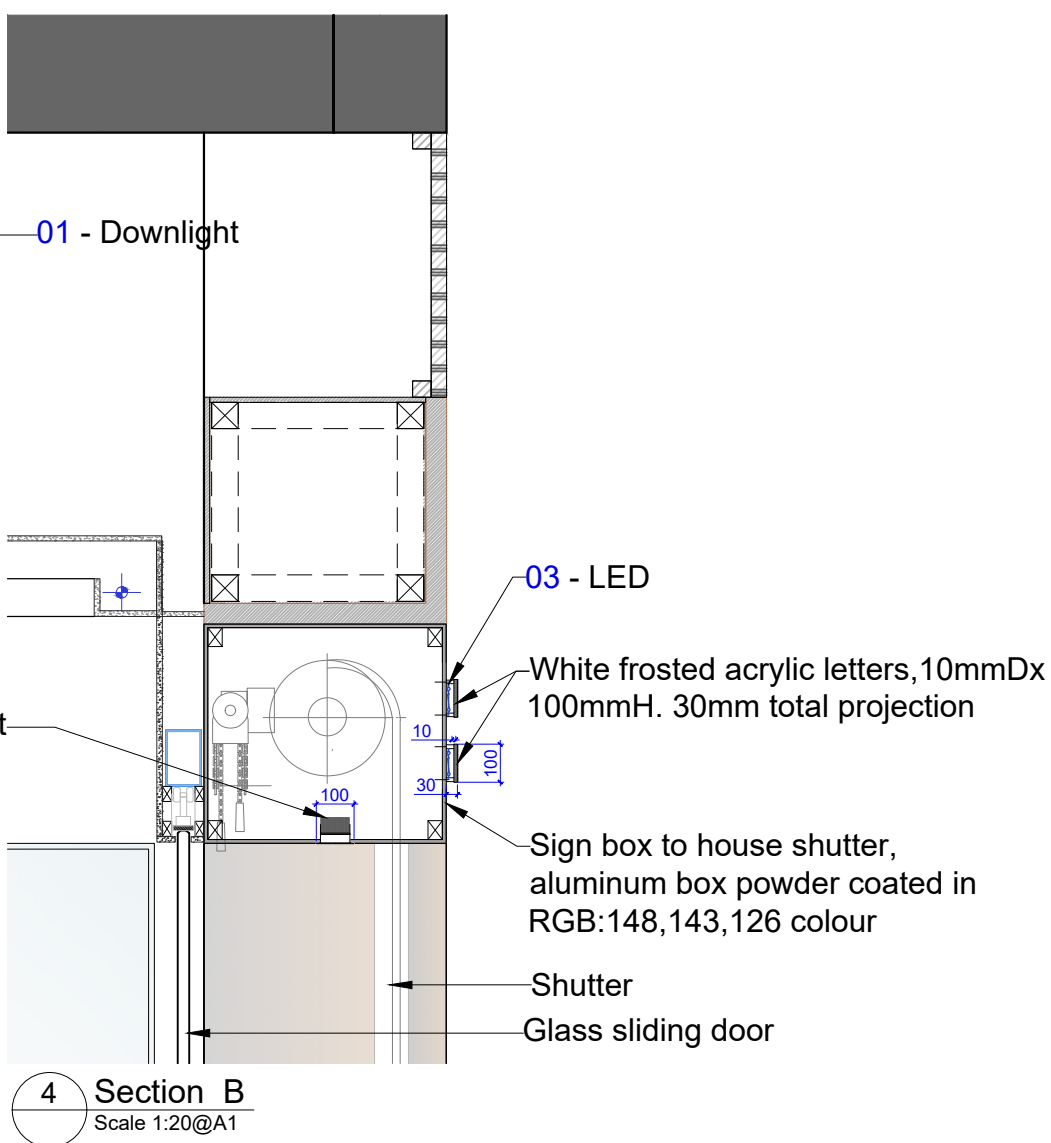 01 - Downlight
03 - LED
White frosted acrylic letters,10mmDx
100mmH. 30mm total projection
t
10
100
30
100
Sign box to house shutter,
aluminum box powder coated in
RGB:148,143,126 colour
Shutter
Glass sliding door
4
Section B
Scale 1:20@A1